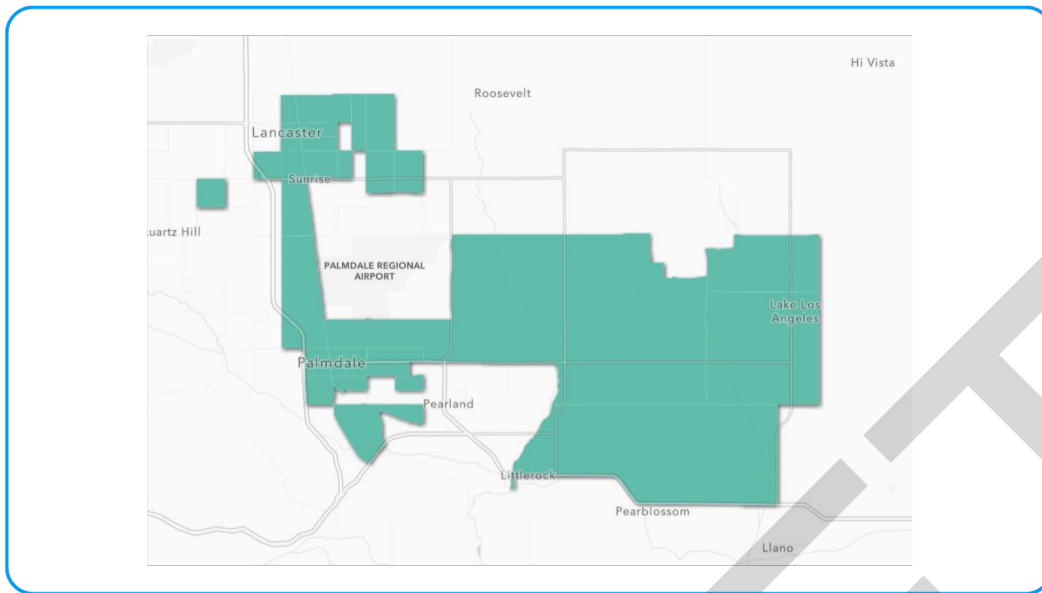 Hi Vista
Roosevelt
Lancaster
Sunrise
uartz Hill
PALMDALE REGIONAL
AIRPORT
Lake Los
Angeles
Palmdale
Pearland
Littlerock
Pearblossom
Llano